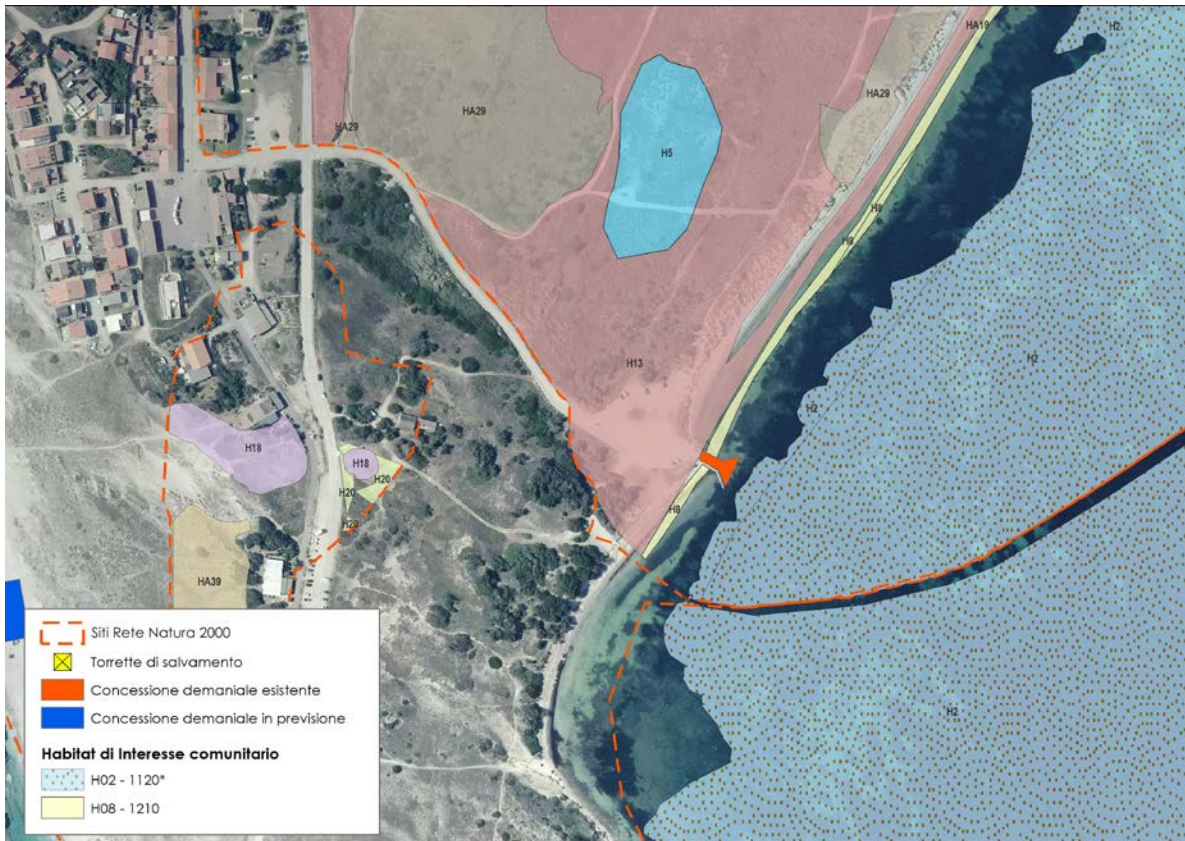 H2
HA19
HA29
HA29
HA29
H5
H9
H8
H2
H13
H2
H18
H18
H20
H20
H8
HA39
H2
Siti Rete Natura 2000
Torrette di salvamento
Concessione demaniale esistente
Concessione demaniale in previsione
Habitat di Interesse comunitario
H02 - 1120*
H08 - 1210